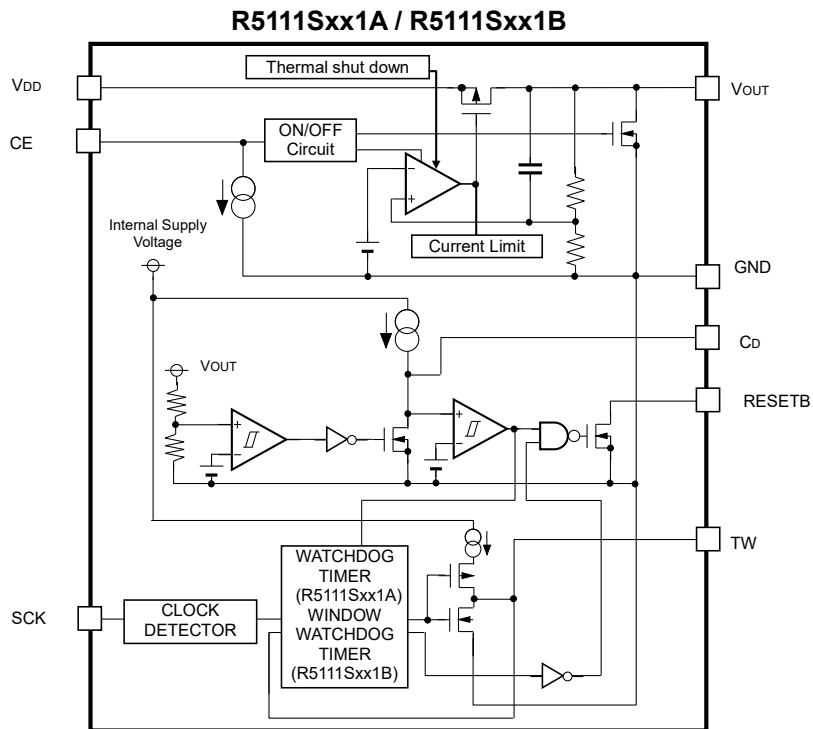 R5111Sxx1A / R5111Sxx1B
Thermal shut down
VDD
VOUT
CE
ON/OFF
Circuit
−
+
Current Limit
Internal Supply
Voltage
GND
CD
VOUT
RESETB
+
−
+
−
TW
WATCHDOG
TIMER
(R5111Sxx1A)
WINDOW
WATCHDOG
TIMER
(R5111Sxx1B)
SCK
CLOCK
DETECTOR